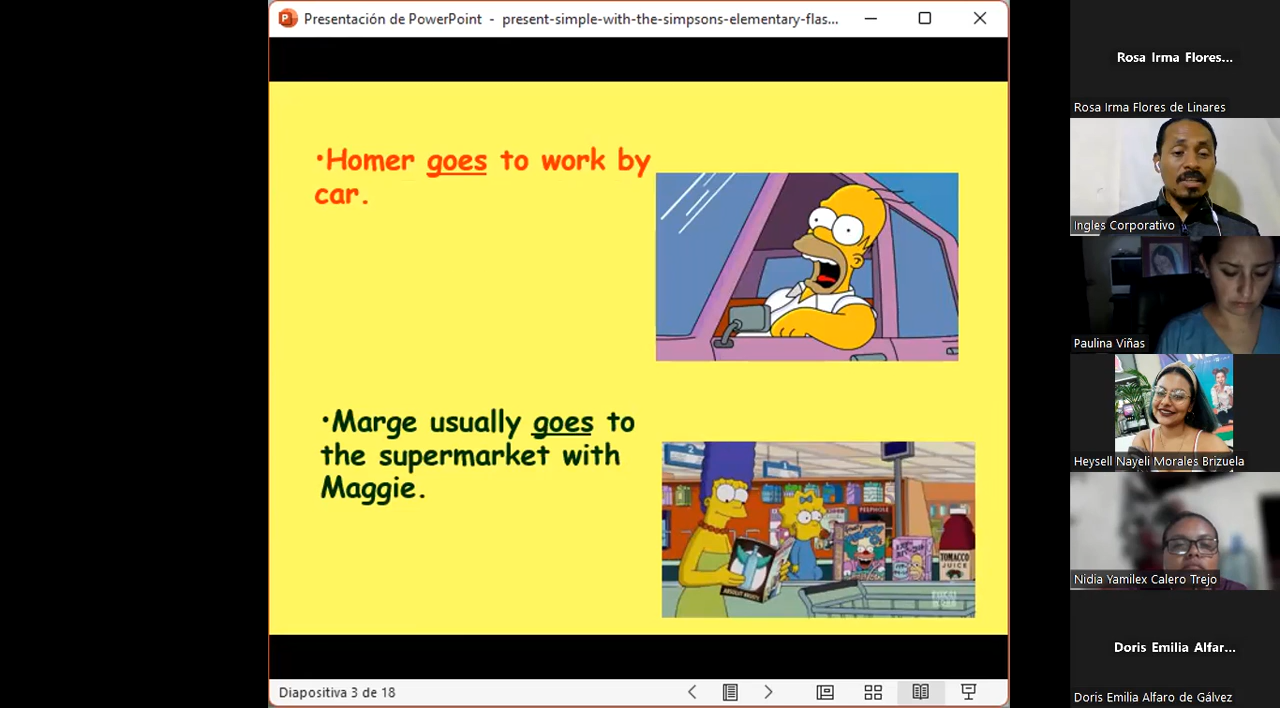 Presentación de PowerPoint - present-simple-with-the-simpsons-elementary-flas...
•Homer goes to work by
car.
•Marge usually goes to
the supermarket with
Maggie.
2
3
PEEPHOLE
TOMACCO
JUICE
Diapositiva 3 de 18
Rosa Irma Flores...
Rosa Irma Flores de Linares
Ingles Corporativo
Paulina Viñas
Heysell Nayeli Morales Brizuela
Nidia Yamilex Calero Trejo
Doris Emilia Alfar...
Doris Emilia Alfaro de Gálvez